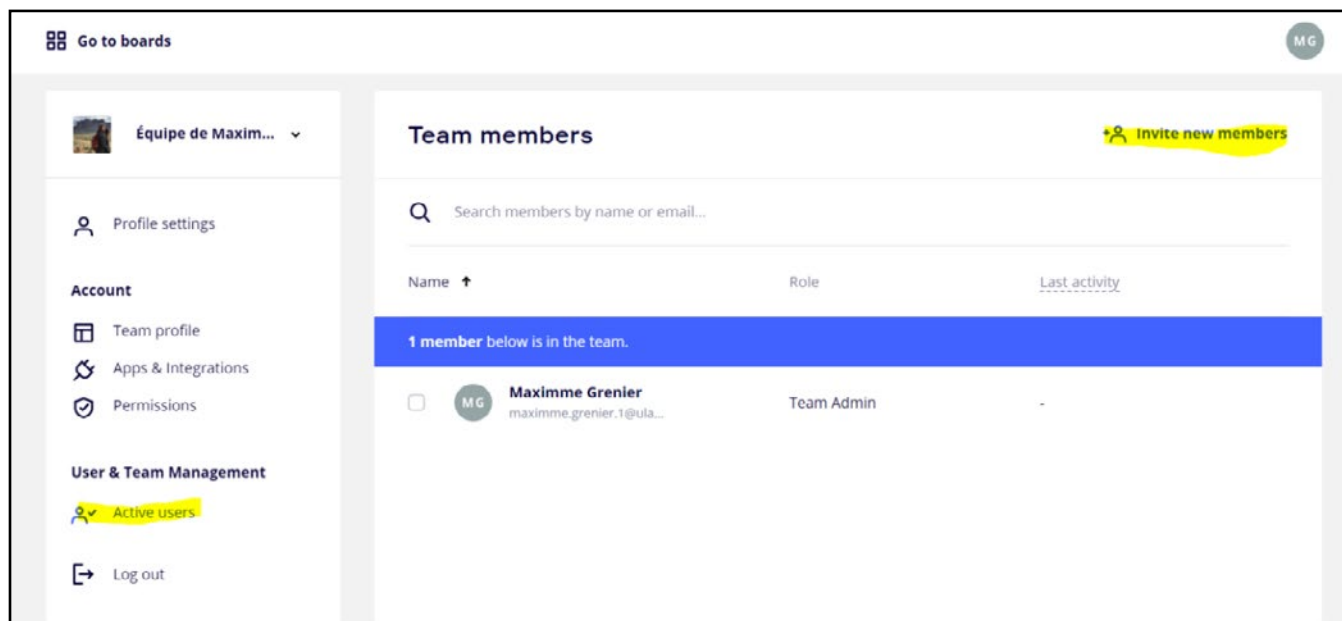 Go to boards
MG
Équipe de Maxim...
Profile settings
Account
Team profile
Apps & Integrations
Permissions
User & Team Management
Active users
Log out
Team members
Invite new members
Search members by name or email...
Name Role Last activity
1 member below is in the team.
MG Maximme Grenier Team Admin -
maximme.grenier.1@ula...